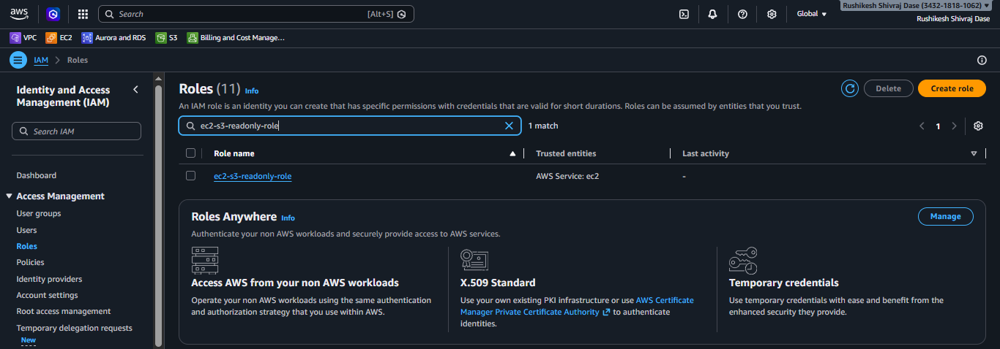 aws
Search
[Alt+S]
Global
Rushikesh Shivraj Dase (3432-1818-1062)
Rushikesh Shivraj Dase
VPC
EC2
Aurora and RDS
S3
Billing and Cost Manage...
IAM
Roles
Identity and Access
Management (IAM)
Search IAM
Dashboard
Access Management
User groups
Users
Roles
Policies
Identity providers
Account settings
Root access management
Temporary delegation requests
New
Roles (11) Info
Delete
Create role
An IAM role is an identity you can create that has specific permissions with credentials that are valid for short durations. Roles can be assumed by entities that you trust.
ec2-s3-readonly-role
1 match
1
Role name
Trusted entities
Last activity
ec2-s3-readonly-role
AWS Service: ec2
-
Roles Anywhere Info
Manage
Authenticate your non AWS workloads and securely provide access to AWS services.
Access AWS from your non AWS workloads
Operate your non AWS workloads using the same authentication
and authorization strategy that you use within AWS.
X.509 Standard
Use your own existing PKI infrastructure or use AWS Certificate
Manager Private Certificate Authority to authenticate
identities.
Temporary credentials
Use temporary credentials with ease and benefit from the
enhanced security they provide.